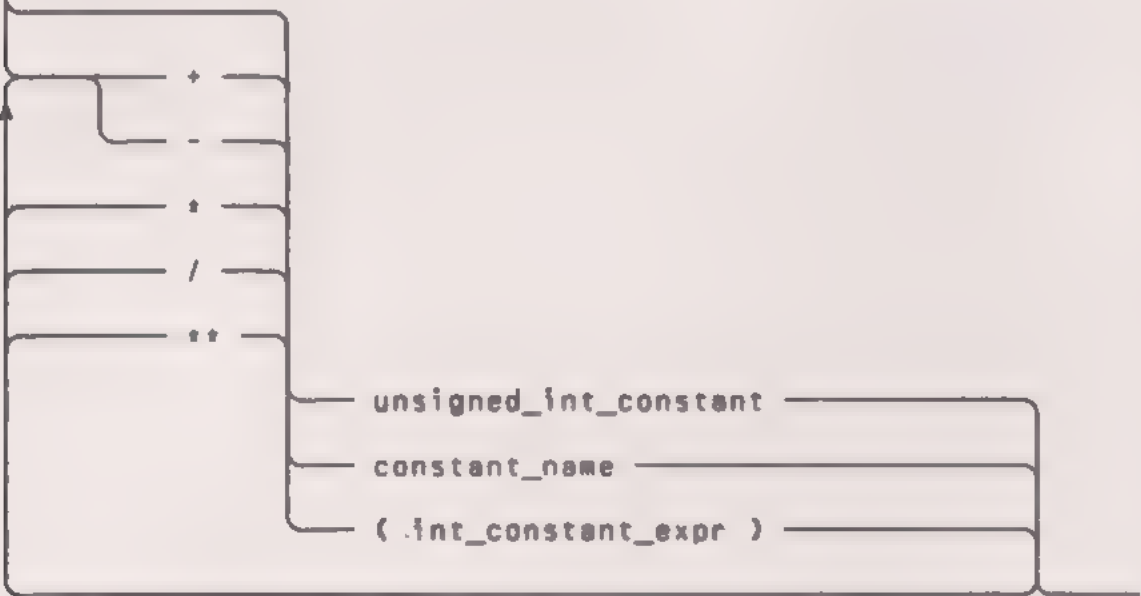 +
-
*
/
**
unsigned_int_constant
constant_name
( int_constant_expr )